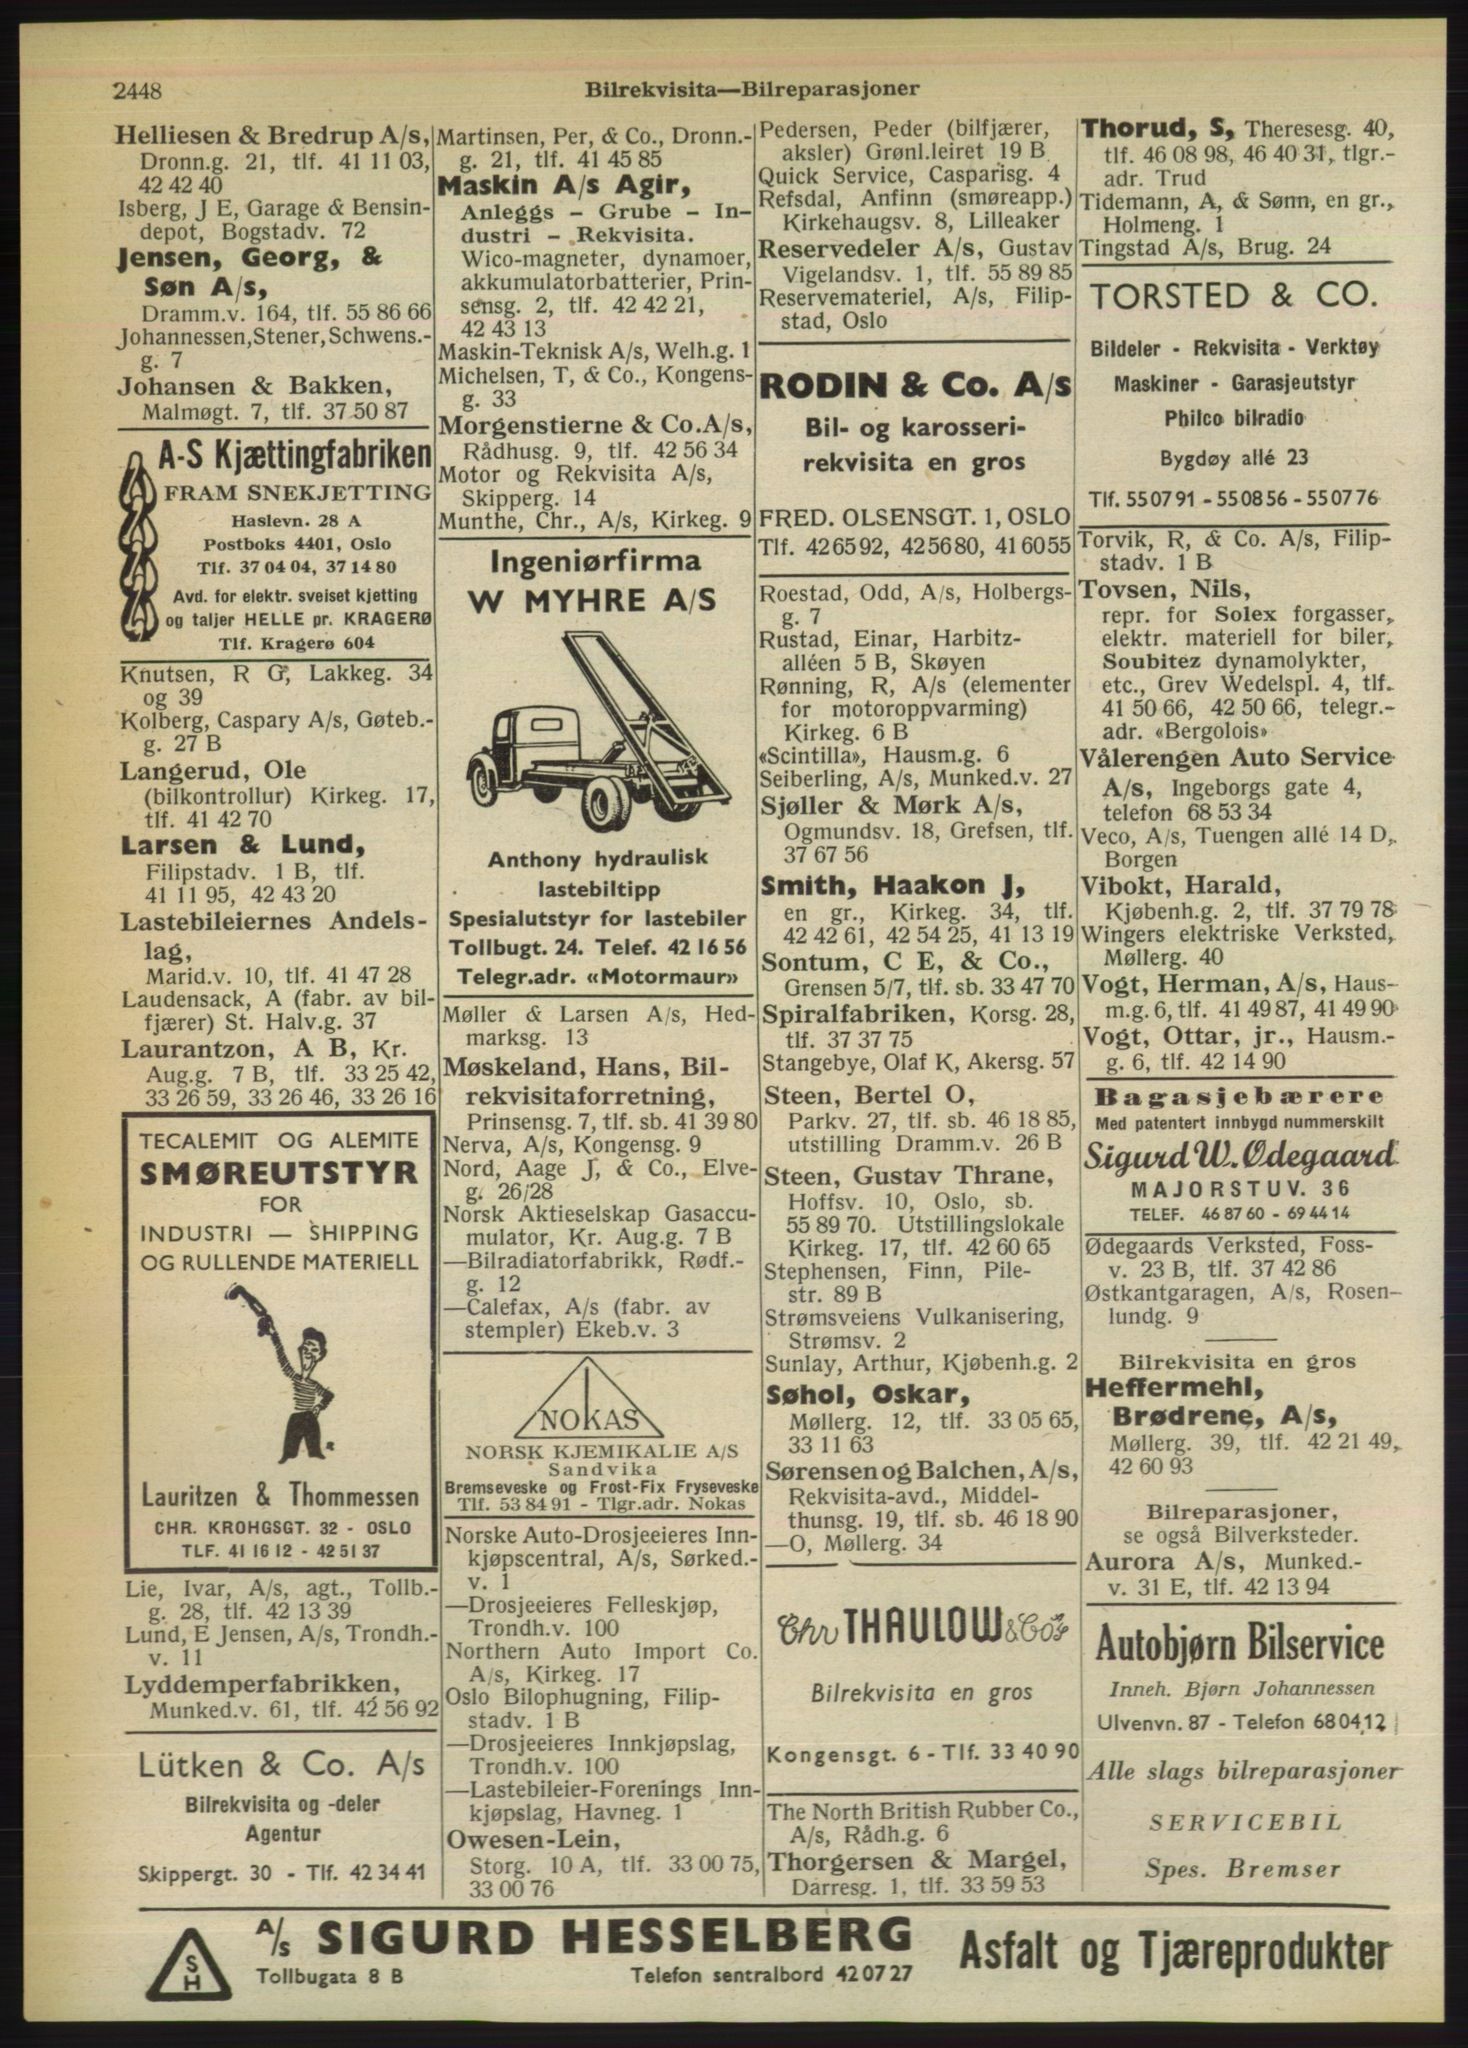 2448
Bilrekvisita—Bilreparasjoner
Helliesen & Bredrup A/s,
Dronn.g. 21, tlf. 41 11 03,
42 42 40
Isberg, J E, Garage & Bensin-
depot, Bogstadv. 72
Jensen, Georg, &
Søn A/s,
Dramm.v. 164, tlf. 55 86 66
Johannessen, Stener, Schwens.-
g. 7
Johansen & Bakken,
Malmøgt. 7, tlf. 37 50 87
A-S Kjættingfabriken
FRAM SNEKJETTING
Haslevn. 28 A
Postboks 4401, Oslo
Tlf. 37 04 04, 37 14 80
Avd. for elektr. sveiset kjetting
og taljer HELLE pr. KRAGERØ
Tlf. Kragerø 604
Knutsen, R G, Lakkeg. 34
og 39
Kolberg, Caspary A/s, Gøteb.-
g. 27 B
Langerud, Ole
(bilkontrollur) Kirkeg. 17,
tlf. 41 42 70
Larsen & Lund,
Filipstadv. 1 B, tlf.
41 11 95, 42 43 20
Lastebileiernes Andels-
lag,
Marid.v. 10, tlf. 41 47 28
Laudensack, A (fabr. av bil-
fjærer) St. Halv.g. 37
Laurantzon, A B, Kr.
Aug.g. 7 B, tlf. 33 25 42,
33 26 59, 33 26 46, 33 26 16
TECALEMIT OG ALEMITE
SMØREUTSTYR
FOR
INDUSTRI — SHIPPING
OG RULLENDE MATERIELL
Lauritzen & Thommessen
CHR. KROHGSGT. 32 - OSLO
TLF. 41 16 12 - 42 51 37
Lie, Ivar, A/s, agt., Tollb.-
g. 28, tlf. 42 13 39
Lund, E Jensen, A/s, Trondh.-
v. 11
Lyddemperfabrikken,
Munked.v. 61, tlf. 42 56 92
Lütken & Co. A/s
Bilrekvisita og -deler
Agentur
Skippergt. 30 - Tlf. 42 34 41
Martinsen, Per, & Co., Dronn.-
g. 21, tlf. 41 45 85
Maskin A/s Agir,
Anleggs - Grube - In-
dustri - Rekvisita.
Wico-magneter, dynamoer,
akkumulatorbatterier, Prin-
sensg. 2, tlf. 42 42 21,
42 43 13
Maskin-Teknisk A/s, Welh.g. 1
Michelsen, T, & Co., Kongens-
g. 33
Morgenstierne & Co.A/s,
Rådhusg. 9, tlf. 42 56 34
Motor og Rekvisita A/s,
Skipperg. 14
Munthe, Chr., A/s, Kirkeg. 9
Ingeniørfirma
W MYHRE A/S
Anthony hydraulisk
lastebiltipp
Spesialutstyr for lastebiler
Tollbugt. 24. Telef. 42 16 56
Telegr.adr. «Motormaur»
Møller & Larsen A/s, Hed-
marksg. 13
Møskeland, Hans, Bil-
rekvisitaforretning,
Prinsensg. 7, tlf. sb. 41 39 80
Nerva, A/s, Kongensg. 9
Nord, Aage J, & Co., Elve-
g. 26/28
Norsk Aktieselskap Gasaccu-
mulator, Kr. Aug.g. 7 B
—Bilradiatorfabrikk, Rødf.-
g. 12
—Calefax, A/s (fabr. av
stempler) Ekeb.v. 3
NOKAS
NORSK KJEMIKALIE A/S
Sandvika
Bremseveske og Frost-Fix Fryseveske
Tlf. 53 84 91 - Tlgr.adr. Nokas
Norske Auto-Drosjeeieres Inn-
kjøpscentral, A/s, Sørked.-
v. 1
—Drosjeeieres Felleskjøp,
Trondh.v. 100
Northern Auto Import Co.
A/s, Kirkeg. 17
Oslo Bilophugning, Filip-
stadv. 1 B
—Drosjeeieres Innkjøpslag,
Trondh.v. 100
—Lastebileier-Forenings Inn-
kjøpslag, Havneg. 1
Owesen-Lein,
Storg. 10 A, tlf. 33 00 75,
33 00 76
Pedersen, Peder (bilfjærer,
aksler) Grønl.leiret 19 B
Quick Service, Casparisg. 4
Refsdal, Anfinn (smøreapp.)
Kirkehaugsv. 8, Lilleaker
Reservedeler A/s, Gustav
Vigelandsv. 1, tlf. 55 89 85
Reservemateriel, A/s, Filip-
stad, Oslo
RODIN & Co. A/s
Bil- og karosseri-
rekvisita en gros
FRED. OLSENSGT. 1, OSLO
Tlf. 42 65 92, 42 56 80, 41 60 55
Roestad, Odd, A/s, Holbergs-
g. 7
Rustad, Einar, Harbitz-
alléen 5 B, Skøyen
Rønning, R, A/s (elementer
for motoroppvarming)
Kirkeg. 6 B
«Scintilla», Hausm.g. 6
Seiberling, A/s, Munked.v. 27
Sjøller & Mørk A/s,
Ogmundsv. 18, Grefsen, tlf.
37 67 56
Smith, Haakon J,
en gr., Kirkeg. 34, tlf.
42 42 61, 42 54 25, 41 13 19
Sontum, C E, & Co.,
Grensen 5/7, tlf. sb. 33 47 70
Spiralfabriken, Korsg. 28,
tlf. 37 37 75
Stangebye, Olaf K, Akersg. 57
Steen, Bertel O,
Parkv. 27, tlf. sb. 46 18 85,
utstilling Dramm.v. 26 B
Steen, Gustav Thrane,
Hoffsv. 10, Oslo, sb.
55 89 70. Utstillingslokale
Kirkeg. 17, tlf. 42 60 65
Stephensen, Finn, Pile-
str. 89 B
Strømsveiens Vulkanisering,
Strømsv. 2
Sunlay, Arthur, Kjøbenh.g. 2
Søhol, Oskar,
Møllerg. 12, tlf. 33 05 65,
33 11 63
Sørensen og Balchen, A/s,
Rekvisita-avd., Middel-
thunsg. 19, tlf. sb. 46 18 90
—O, Møllerg. 34
Chr THAULOW & Co's
Bilrekvisita en gros
Kongensgt. 6 - Tlf. 33 40 90
The North British Rubber Co.,
A/s, Rådh.g. 6
Thorgersen & Margel,
Darresg. 1, tlf. 33 59 53
Thorud, S, Theresesg. 40,
tlf. 46 08 98, 46 40 31, tlgr.-
adr. Trud
Tidemann, A, & Sønn, en gr.,
Holmeng. 1
Tingstad A/s, Brug. 24
TORSTED & CO.
Bildeler - Rekvisita - Verktøy
Maskiner - Garasjeutstyr
Philco bilradio
Bygdøy allé 23
Tlf. 55 07 91 - 55 08 56 - 55 07 76
Torvik, R, & Co. A/s, Filip-
stadv. 1 B
Tovsen, Nils,
repr. for Solex forgasser,
elektr. materiell for biler,
Soubitez dynamolykter,
etc., Grev Wedelspl. 4, tlf.
41 50 66, 42 50 66, telegr.-
adr. «Bergolois»
Vålerengen Auto Service
A/s, Ingeborgs gate 4,
telefon 68 53 34
Veco, A/s, Tuengen allé 14 D,
Borgen
Vibokt, Harald,
Kjøbenh.g. 2, tlf. 37 79 78
Wingers elektriske Verksted,
Møllerg. 40
Vogt, Herman, A/s, Haus-
m.g. 6, tlf. 41 49 87, 41 49 90
Vogt, Ottar, jr., Hausm.-
g. 6, tlf. 42 14 90
Bagasjebærere
Med patentert innbygd nummerskilt
Sigurd W. Ødegaard
MAJORSTUV. 36
TELEF. 46 87 60 - 69 44 14
Ødegaards Verksted, Foss-
v. 23 B, tlf. 37 42 86
Østkantgaragen, A/s, Rosen-
lundg. 9
Bilrekvisita en gros
Heffermehl,
Brødrene, A/s,
Møllerg. 39, tlf. 42 21 49,
42 60 93
Bilreparasjoner,
se også Bilverksteder.
Aurora A/s, Munked.-
v. 31 E, tlf. 42 13 94
Autobjørn Bilservice
Inneh. Bjørn Johannessen
Ulvenvn. 87 - Telefon 68 04 12
Alle slags bilreparasjoner
SERVICEBIL
Spes. Bremser
S
H
A/s SIGURD HESSELBERG
Tollbugata 8 B
Telefon sentralbord 42 07 27
Asfalt og Tjæreprodukter